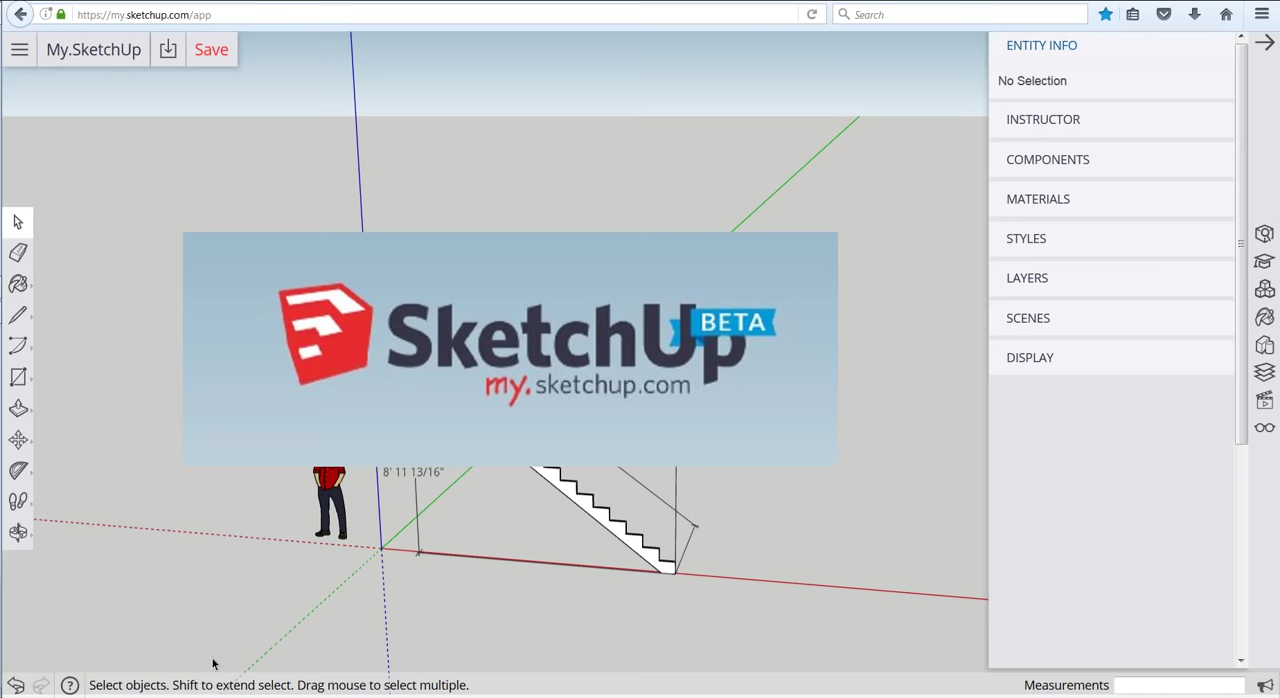 https://my.sketchup.com/app
Search
My.SketchUp
Save
ENTITY INFO
No Selection
INSTRUCTOR
COMPONENTS
MATERIALS
STYLES
LAYERS
SCENES
DISPLAY
SketchUp BETA
my.sketchup.com
8' 11 13/16"
Select objects. Shift to extend select. Drag mouse to select multiple.
Measurements